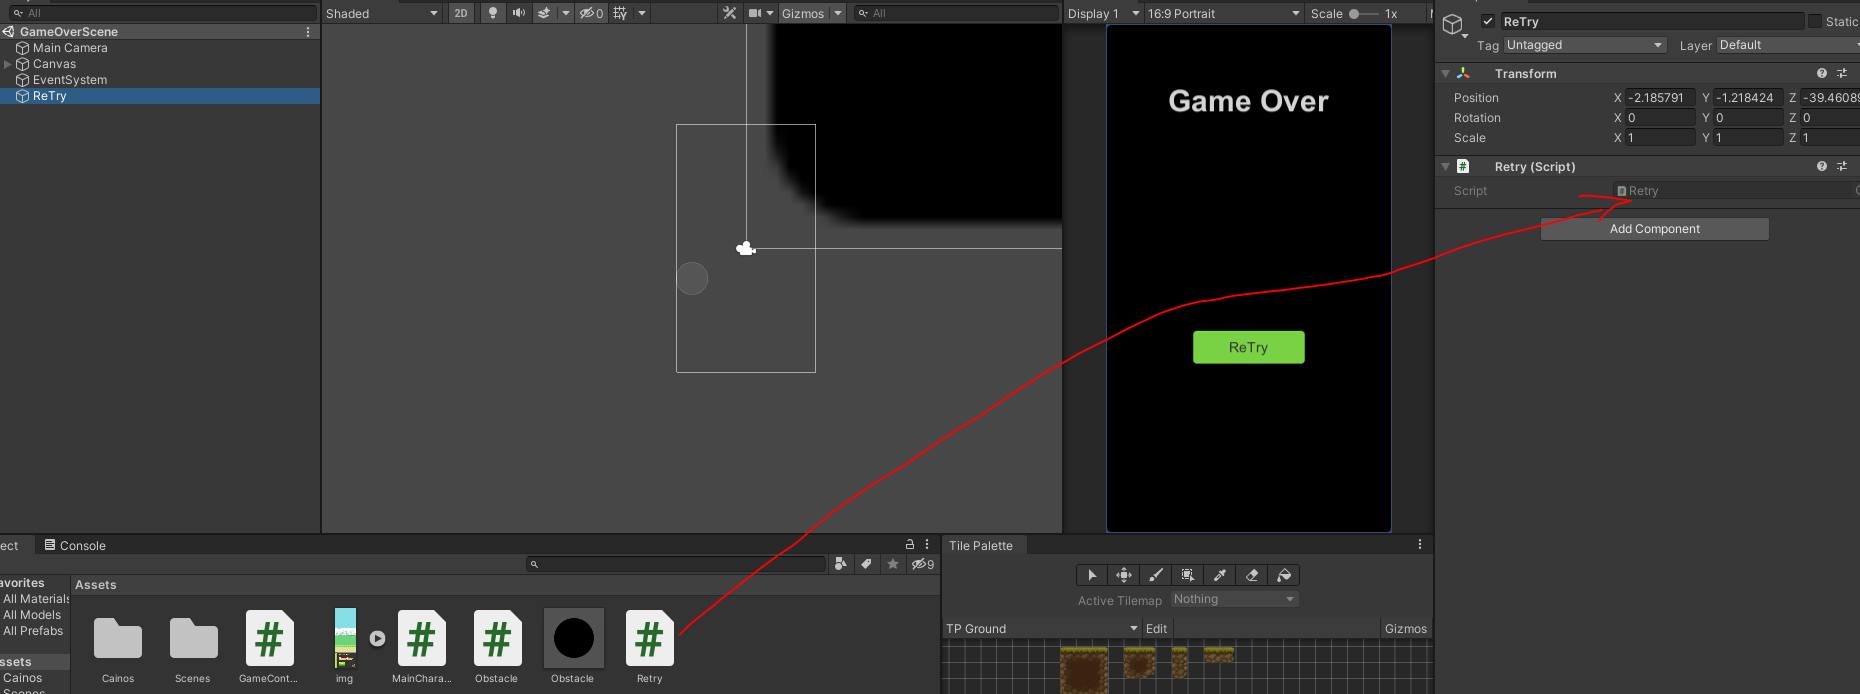 All
GameOverScene
Main Camera
Canvas
EventSystem
ReTry
Shaded
2D
0
Gizmos
All
Display 1
16:9 Portrait
Scale
1x
Game Over
ReTry
ReTry
Static
Tag
Untagged
Layer
Default
Transform
Position
X
-2.185791
Y
-1.218424
Z
-39.46089
Rotation
X
0
Y
0
Z
0
Scale
X
1
Y
1
Z
1
#
Retry (Script)
Script
Retry
Add Component
ect
Console
9
avorites
All Materials
All Models
All Prefabs
ssets
Cainos
Scenes
Assets
Cainos
Scenes
GameCont...
img
MainChara...
Obstacle
Obstacle
Retry
Tile Palette
Active Tilemap
Nothing
TP Ground
Edit
Gizmos